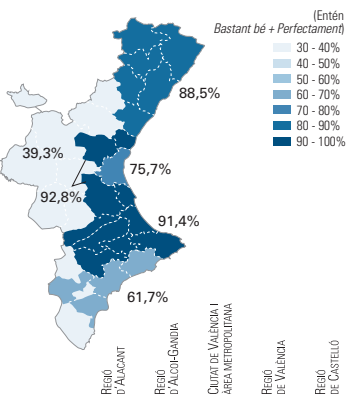 (Entén
Bastant bé + Perfectament)
30 - 40%
40 - 50%
50 - 60%
60 - 70%
70 - 80%
80 - 90%
90 - 100%
88,5%
39,3%
75,7%
92,8%
91,4%
61,7%
REGIÓ
D'ALACANT
REGIÓ
D'ALCOI-GANDIA
CIUTAT DE VALÈNCIA I
ÀREA METROPOLITANA
REGIÓ
DE VALÈNCIA
REGIÓ
DE CASTELLÓ